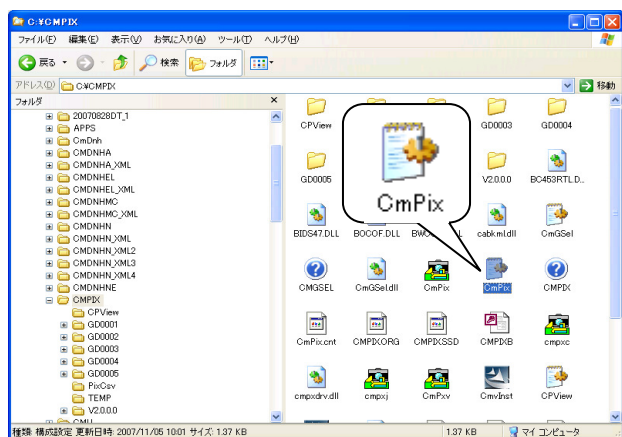 C:¥CMPIX
ファイル(F) 編集(E) 表示(V) お気に入り(A) ツール(T) ヘルプ(H)
戻る 検索 フォルダ
アドレス(D) C:¥CMPIX 移動
フォルダ ×
20070828DT_1
APPS
CmDnh
CMDNHA
CMDNHA_XML
CMDNHEL
CMDNHEL_XML
CMDNHMC
CMDNHMC_XML
CMDNHN
CMDNHN_XML
CMDNHN_XML2
CMDNHN_XML3
CMDNHN_XML4
CMDNHNE
CMPIX
CPView
GD0001
GD0002
GD0003
GD0004
GD0005
PixCsv
TEMP
V2.0.0.0
CMU
CPView GD0003 GD0004
GD0005 V2.0.0.0 BC453RTL.D...
CmPix
BIDS47.DLL BOCOF.DLL cabkml.dll CmGSel
CMGSEL CmGSel.dll CmPix CmPix CMPIX
CmPix.cnt CMPIX.ORG CMPIX.SSD CMPIXB cmpxc
cmpxdrv.dll cmpxj CmPxv CmvInst CPView
種類: 構成設定 更新日時: 2007/11/05 10:01 サイズ: 1.37 KB 1.37 KB マイ コンピュータ